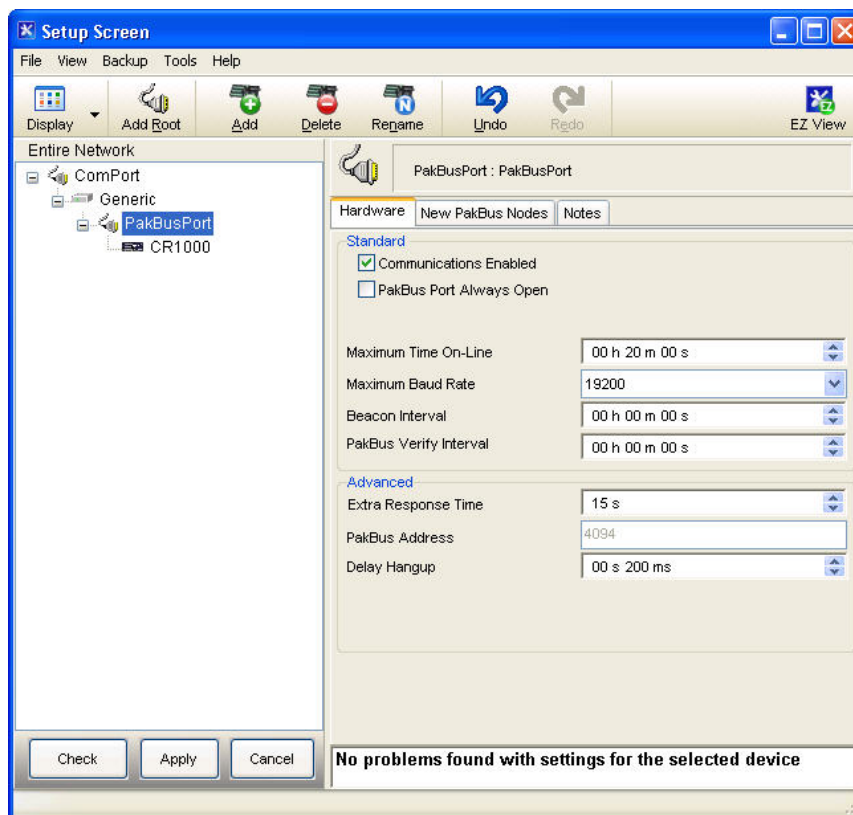 Setup Screen
File View Backup Tools Help
Display Add Root Add Delete Rename Undo Redo EZ View
Entire Network
ComPort
Generic
PakBusPort
CR1000
PakBusPort : PakBusPort
Hardware New PakBus Nodes Notes
Standard
Communications Enabled
PakBus Port Always Open
Maximum Time On-Line 00 h 20 m 00 s
Maximum Baud Rate 19200
Beacon Interval 00 h 00 m 00 s
PakBus Verify Interval 00 h 00 m 00 s
Advanced
Extra Response Time 15 s
PakBus Address 4094
Delay Hangup 00 s 200 ms
Check Apply Cancel
No problems found with settings for the selected device